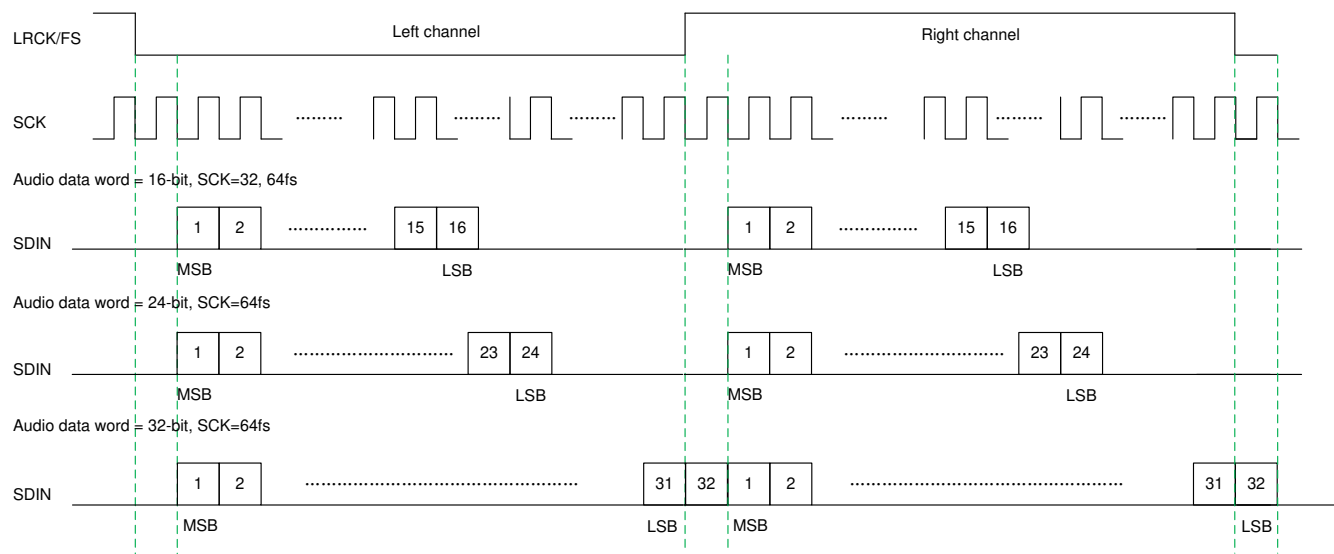 LRCK/FS Left channel Right channel
SCK ......... ......... ......... ......... ......... .........
Audio data word = 16-bit, SCK=32, 64fs
SDIN 1 2 ............... 15 16 1 2 ............... 15 16
MSB LSB MSB LSB
Audio data word = 24-bit, SCK=64fs
SDIN 1 2 .............................. 23 24 1 2 .............................. 23 24
MSB LSB MSB LSB
Audio data word = 32-bit, SCK=64fs
SDIN 1 2 .................................................... 31 32 1 2 .................................................... 31 32
MSB LSB MSB LSB